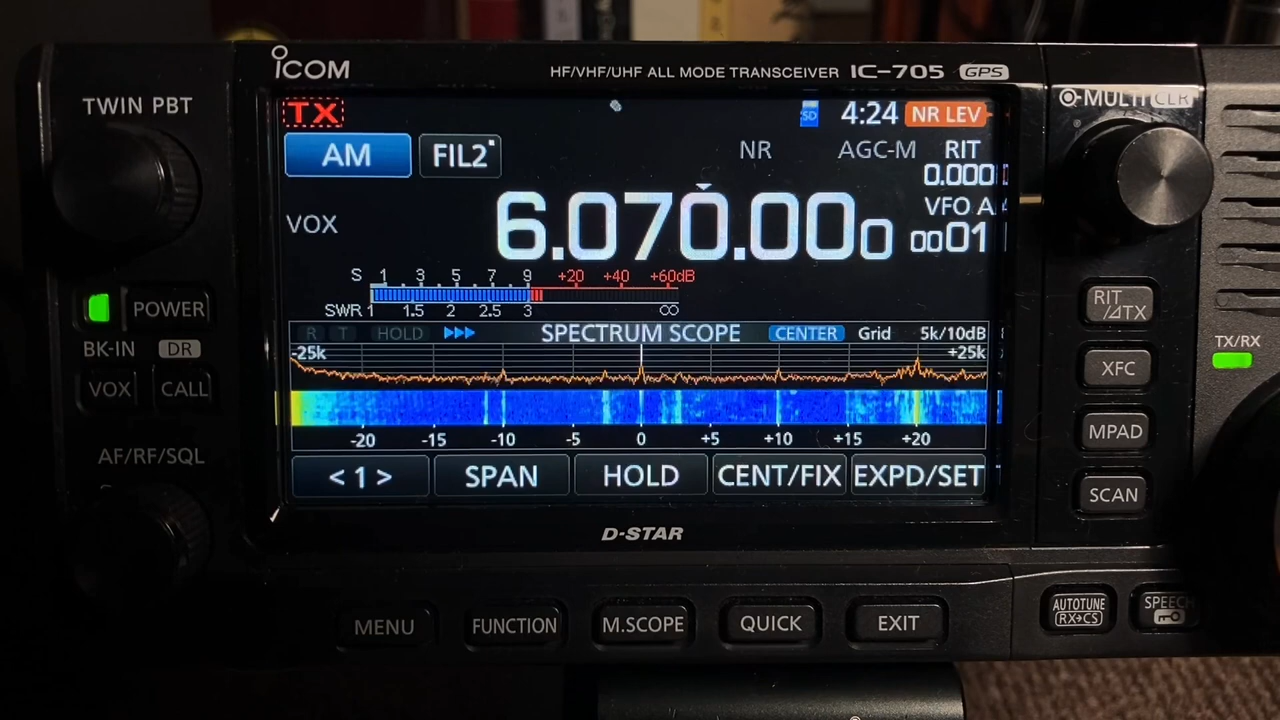 ICOM
HF/VHF/UHF ALL MODE TRANSCEIVER IC-705 GPS
TWIN PBT
MULTI CLR
TX
SD 4:24 NR LEV
AM FIL2
NR AGC-M RIT
0.000
VFO A
VOX
6.070.000
0001
S 1 3 5 7 9 +20 +40 +60dB
SWR 1 1.5 2 2.5 3 ∞
POWER
BK-IN DR
VOX CALL
AF/RF/SQL
R T HOLD SPECTRUM SCOPE CENTER Grid 5k/10dB
-25k +25k
-20 -15 -10 -5 0 +5 +10 +15 +20
< 1 > SPAN HOLD CENT/FIX EXPD/SET
RIT
⊿TX
TX/RX
XFC
MPAD
SCAN
D-STAR
MENU FUNCTION M.SCOPE QUICK EXIT
AUTOTUNE
RX→CS
SPEECH